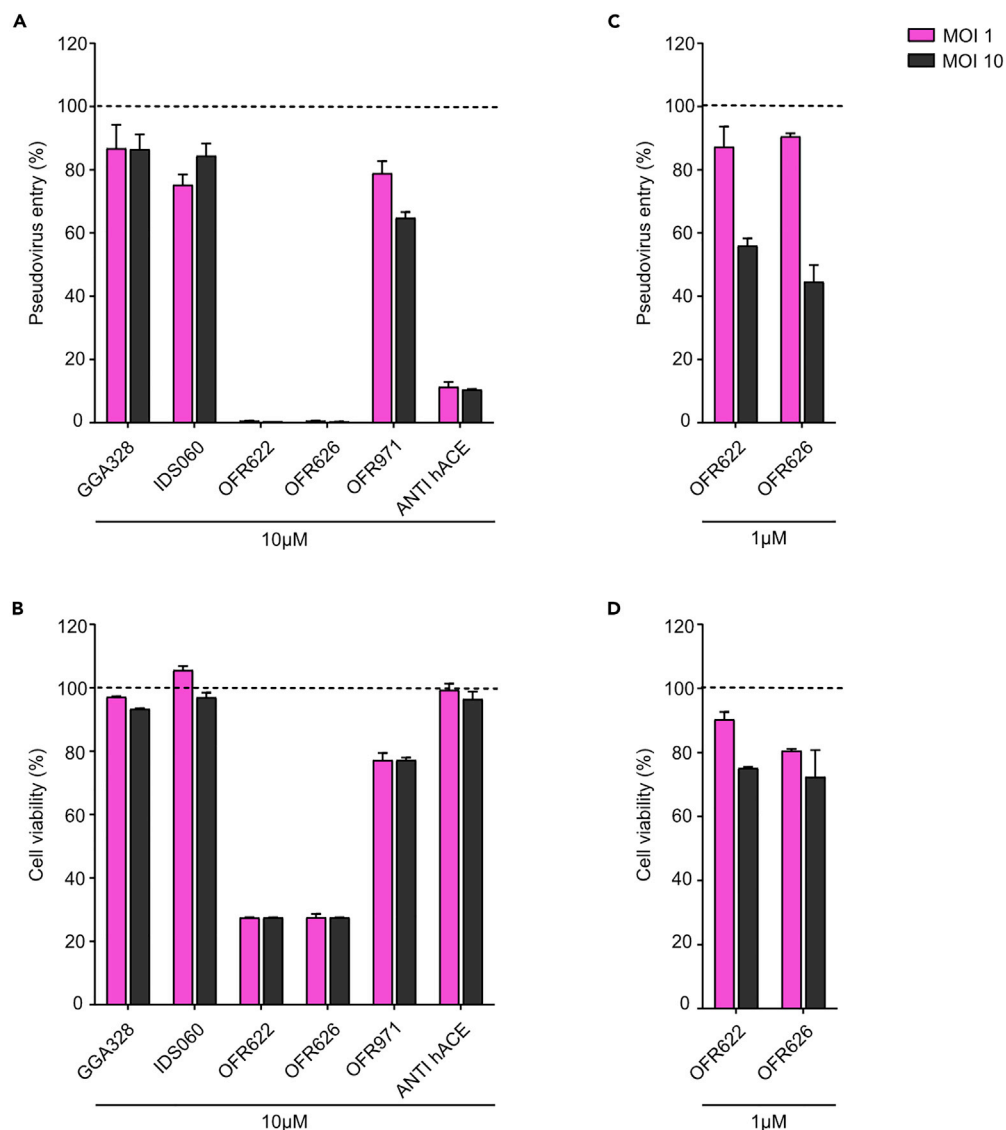 A
Pseudovirus entry (%)
120
100
80
60
40
20
0
GGA328
IDS060
OFR622
OFR626
OFR971
ANTI hACE
10µM
C
Pseudovirus entry (%)
120
100
80
60
40
20
0
OFR622
OFR626
1µM
MOI 1
MOI 10
B
Cell viability (%)
120
100
80
60
40
20
0
GGA328
IDS060
OFR622
OFR626
OFR971
ANTI hACE
10µM
D
Cell viability (%)
120
100
80
60
40
20
0
OFR622
OFR626
1µM